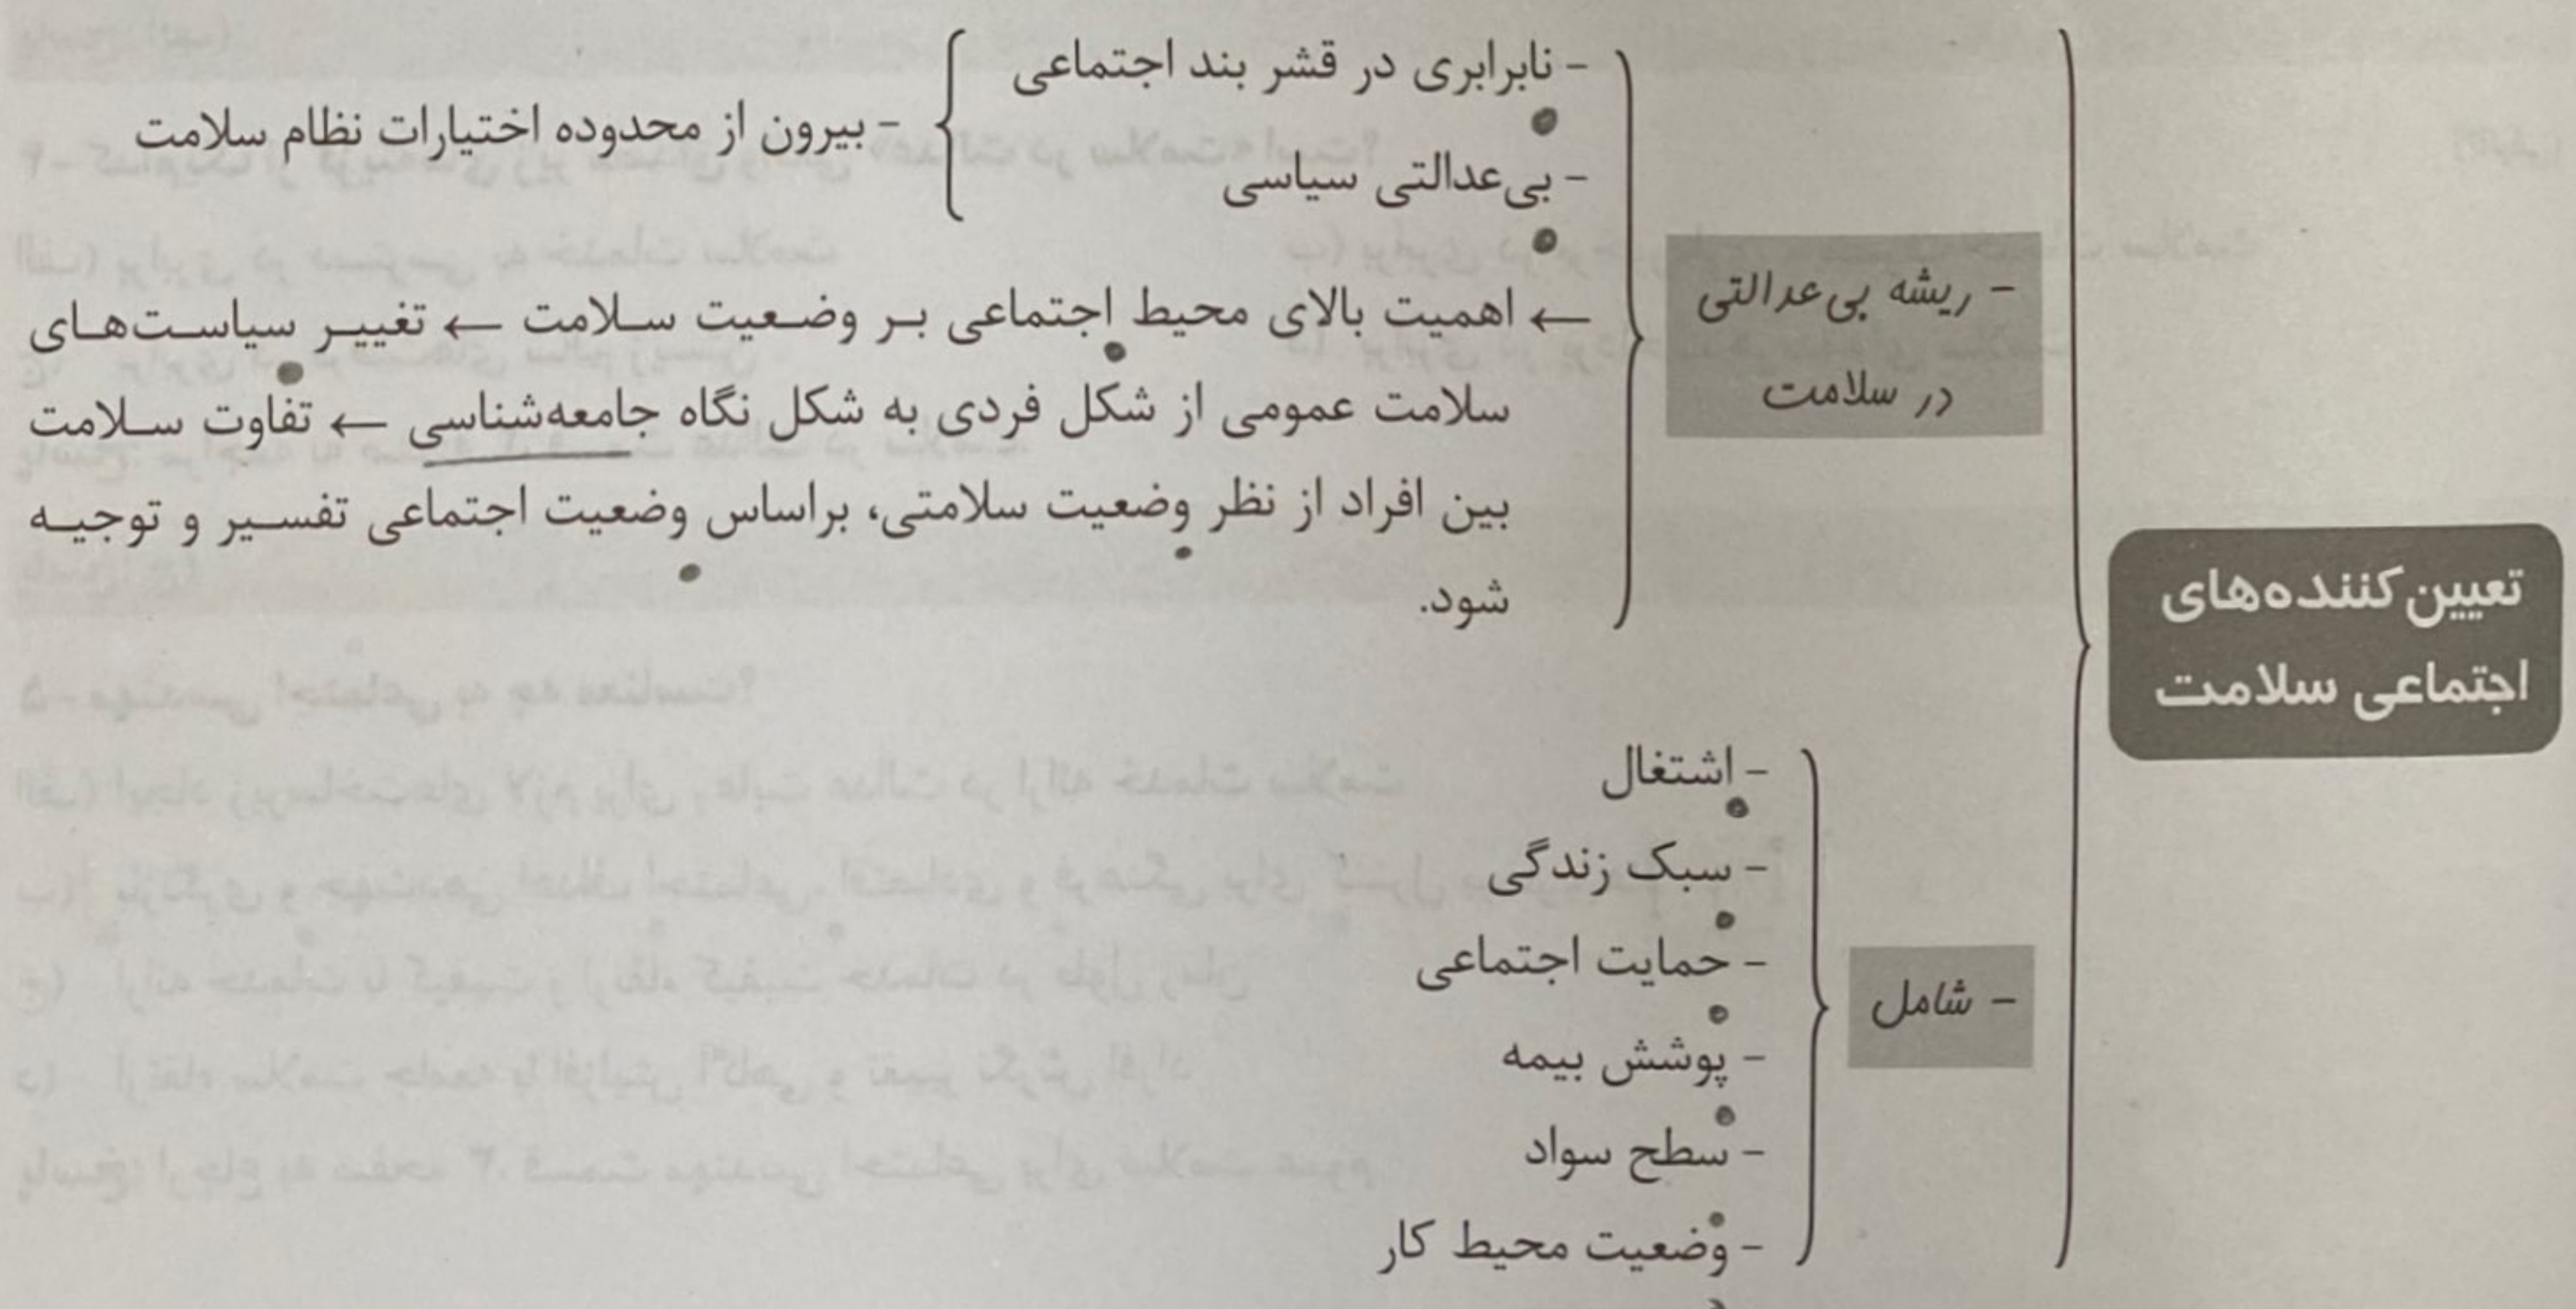 تعیین‌کننده‌های
اجتماعی سلامت
- ریشه بی‌عدالتی
در سلامت
- نابرابری در قشر بند اجتماعی
- بی‌عدالتی سیاسی
- بیرون از محدوده اختیارات نظام سلامت
← اهمیت بالای محیط اجتماعی بر وضعیت سلامت ← تغییر سیاست‌های
سلامت عمومی از شکل فردی به شکل نگاه جامعه‌شناسی ← تفاوت سلامت
بین افراد از نظر وضعیت سلامتی، براساس وضعیت اجتماعی تفسیر و توجیه
شود.
- شامل
- اشتغال
- سبک زندگی
- حمایت اجتماعی
- پوشش بیمه
- سطح سواد
- وضعیت محیط کار